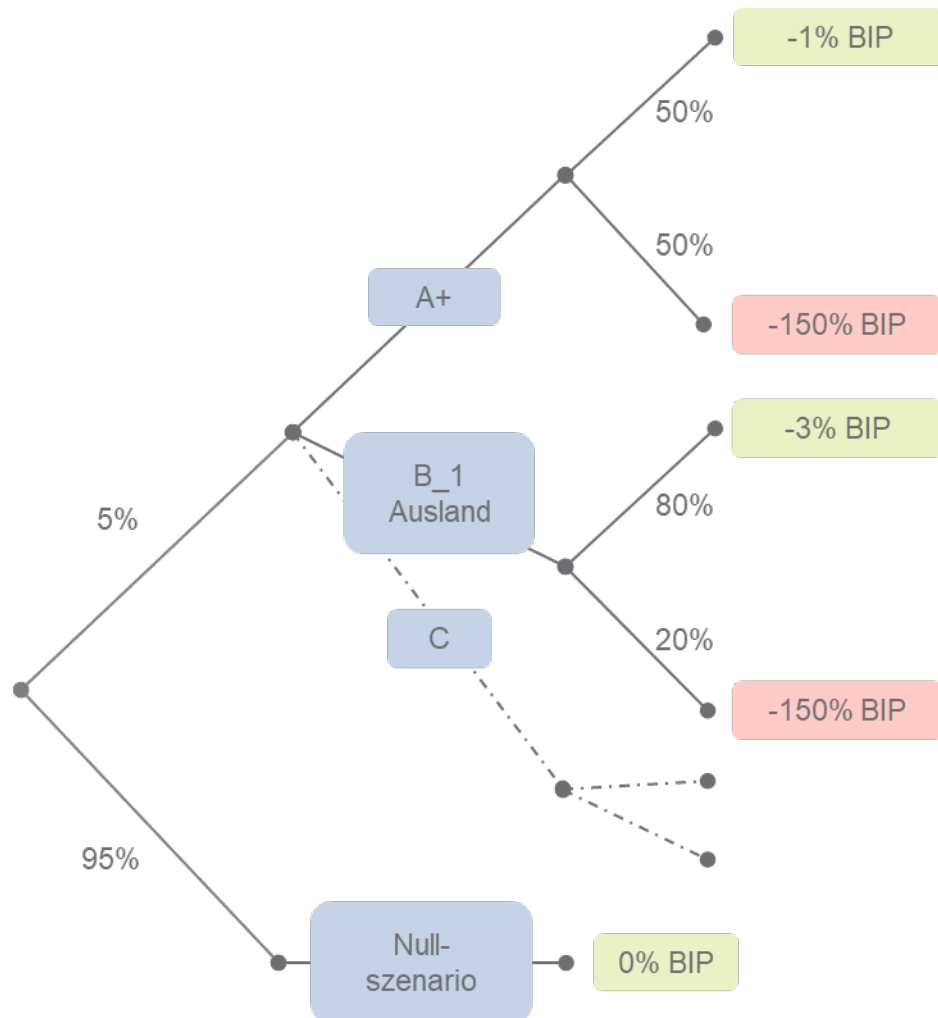 -1% BIP
50%
50%
A+
-150% BIP
-3% BIP
B_1
Ausland
80%
5%
C
20%
-150% BIP
95%
Null-
szenario
0% BIP